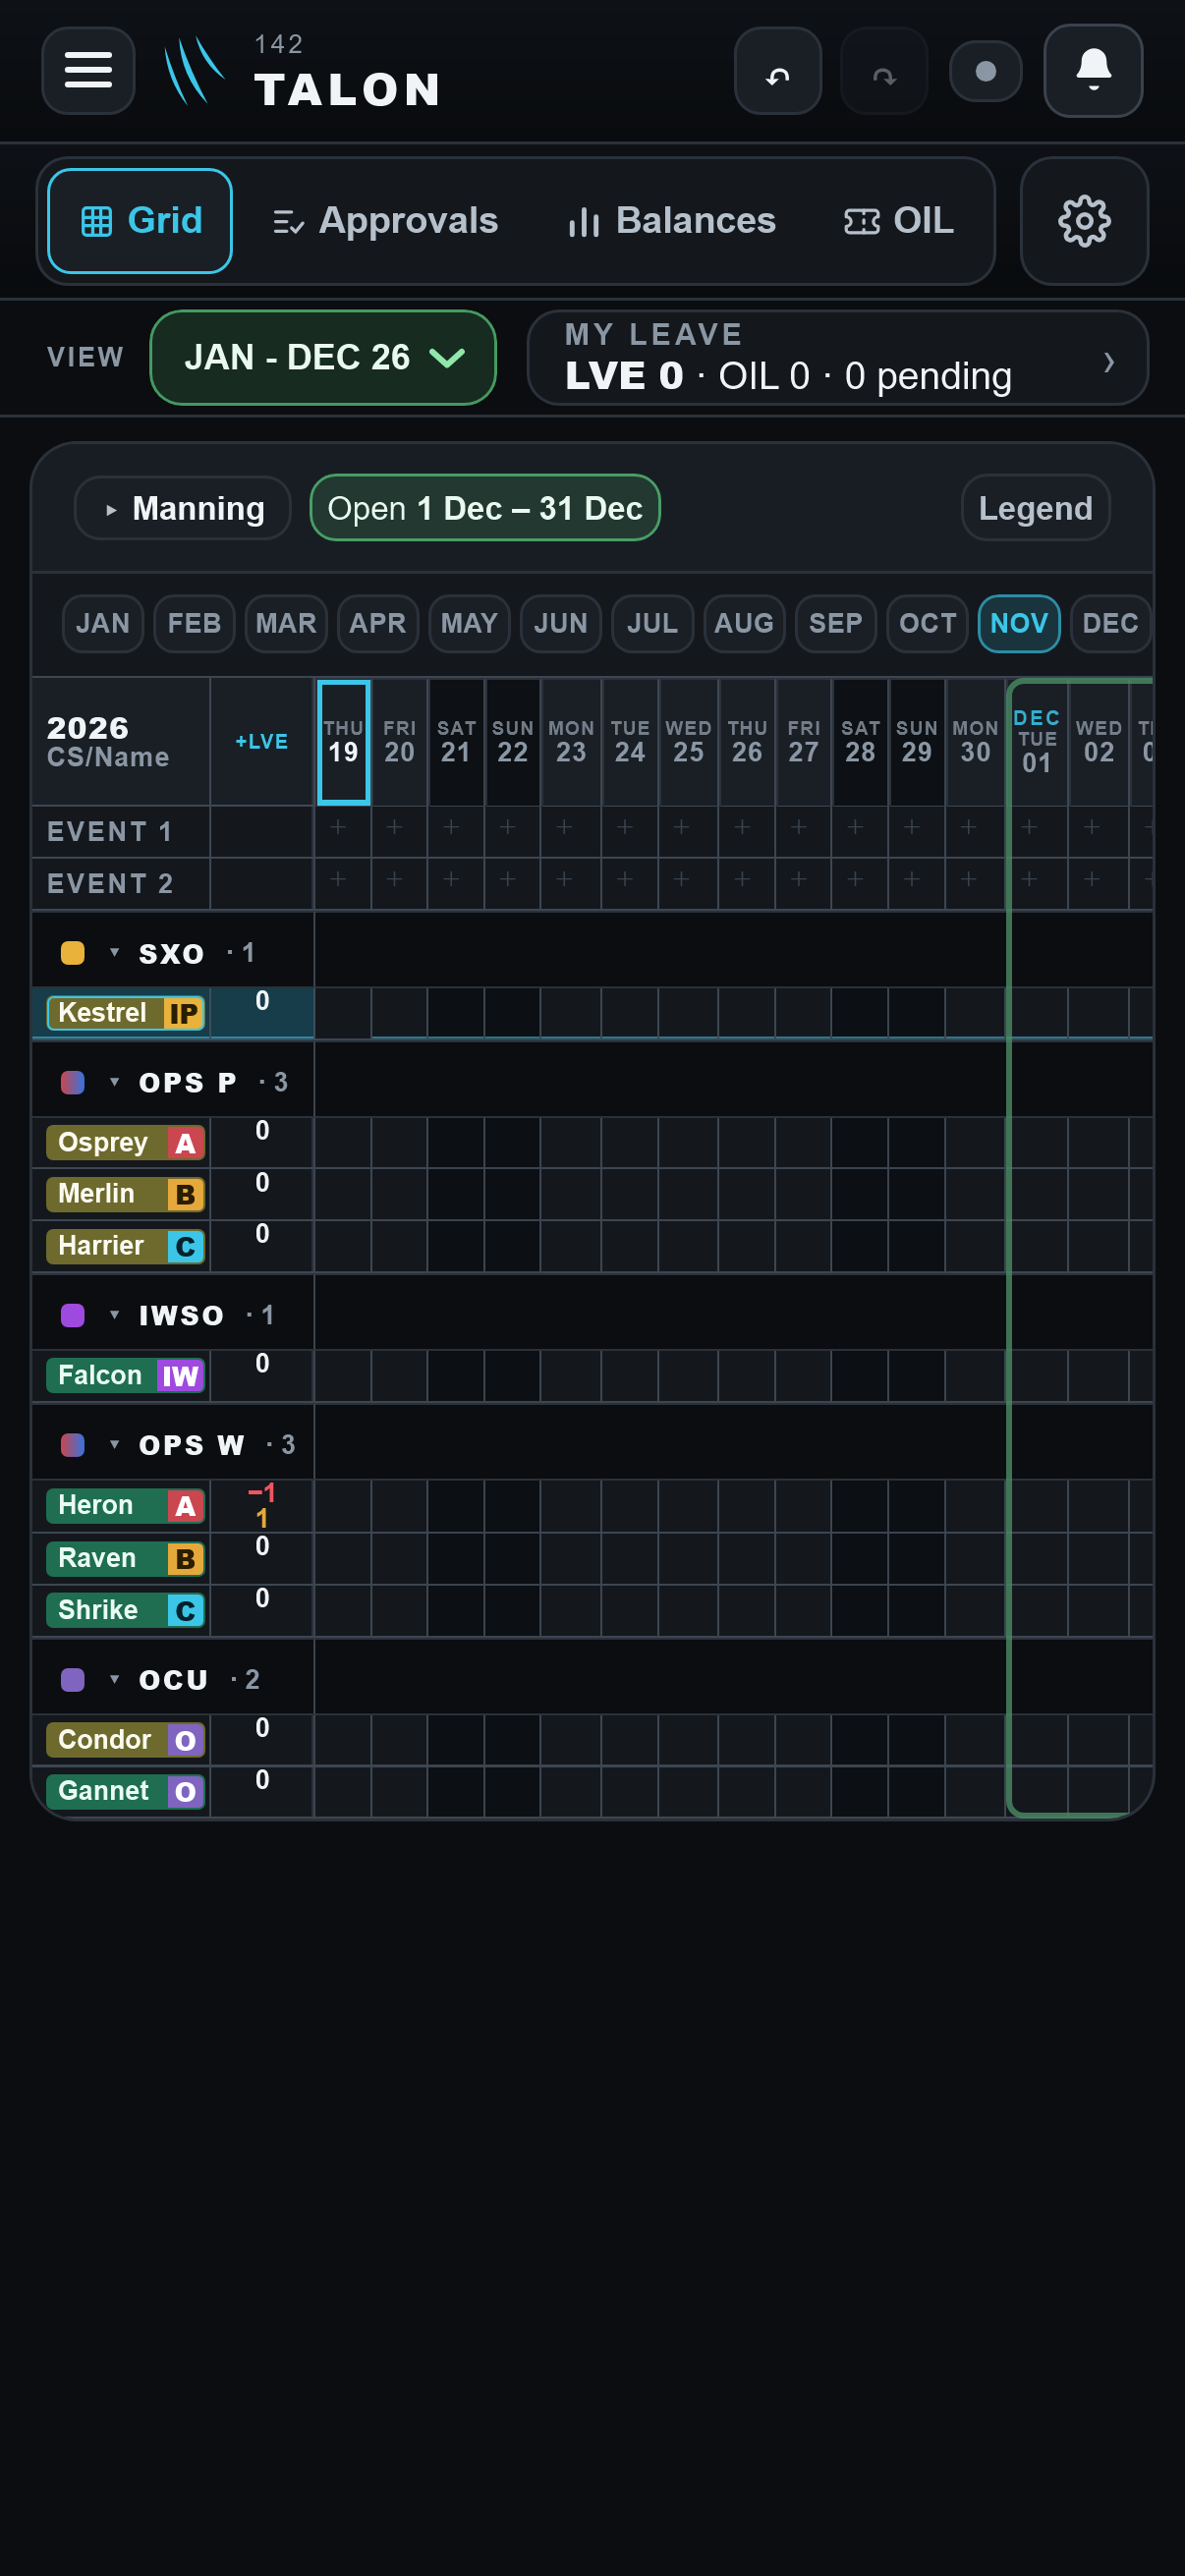 142
TALON
Grid
Approvals
Balances
OIL
VIEW
JAN - DEC 26
MY LEAVE
LVE 0 · OIL 0 · 0 pending
Manning
Open 1 Dec – 31 Dec
Legend
JAN FEB MAR APR MAY JUN JUL AUG SEP OCT NOV DEC
2026
CS/Name
+LVE
THU 19
FRI 20
SAT 21
SUN 22
MON 23
TUE 24
WED 25
THU 26
FRI 27
SAT 28
SUN 29
MON 30
DEC TUE 01
WED 02
EVENT 1 + + + + + + + + + + + + + + +
EVENT 2 + + + + + + + + + + + + + + +
SXO · 1
Kestrel IP 0
OPS P · 3
Osprey A 0
Merlin B 0
Harrier C 0
IWSO · 1
Falcon IW 0
OPS W · 3
Heron A −1
1
Raven B 0
Shrike C 0
OCU · 2
Condor O 0
Gannet O 0